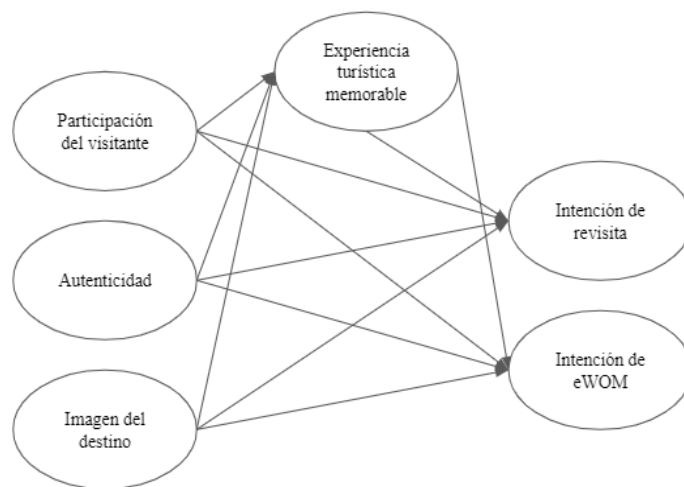 Experiencia
turística
memorable
Participación
del visitante
Intención de
revisita
Autenticidad
Intención de
eWOM
Imagen del
destino